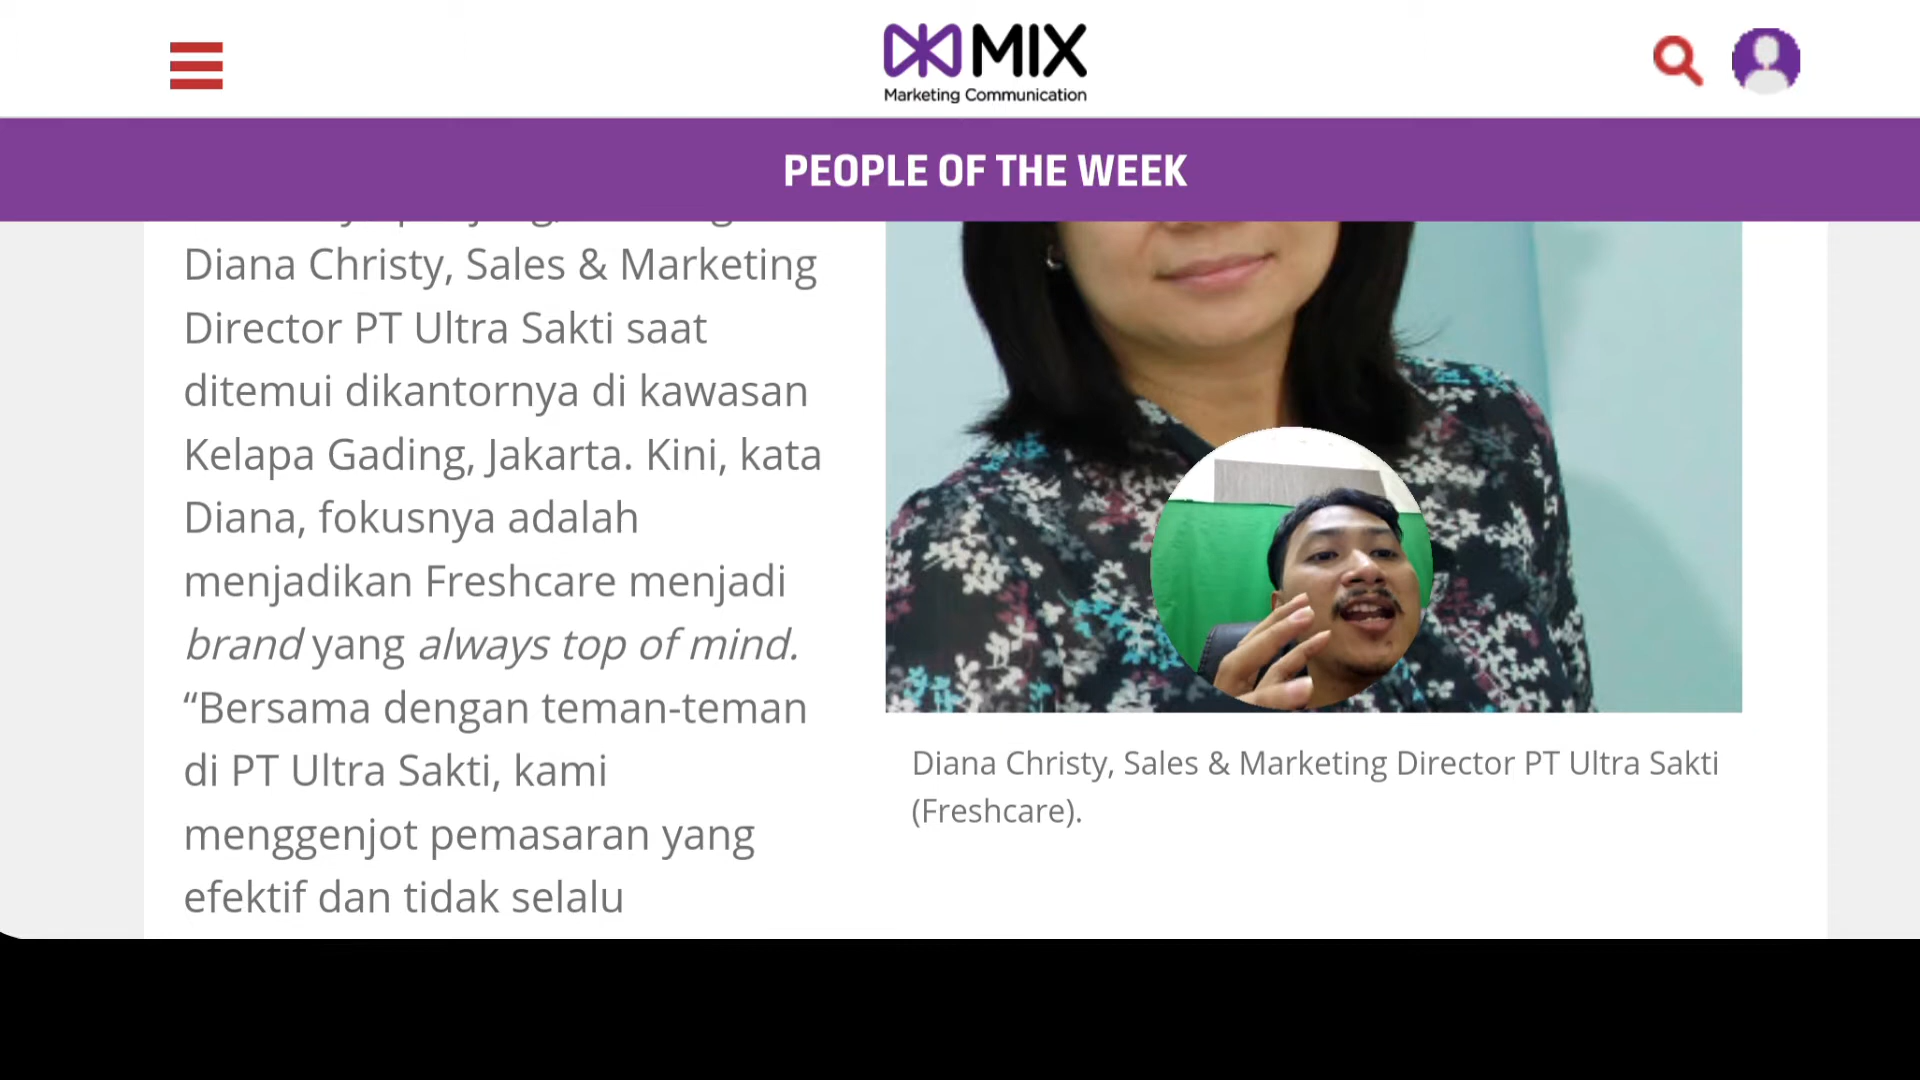 MIX
Marketing Communication
PEOPLE OF THE WEEK
Diana Christy, Sales & Marketing
Director PT Ultra Sakti saat
ditemui dikantornya di kawasan
Kelapa Gading, Jakarta. Kini, kata
Diana, fokusnya adalah
menjadikan Freshcare menjadi
brand yang always top of mind.
“Bersama dengan teman-teman
di PT Ultra Sakti, kami
menggenjot pemasaran yang
efektif dan tidak selalu
Diana Christy, Sales & Marketing Director PT Ultra Sakti
(Freshcare).